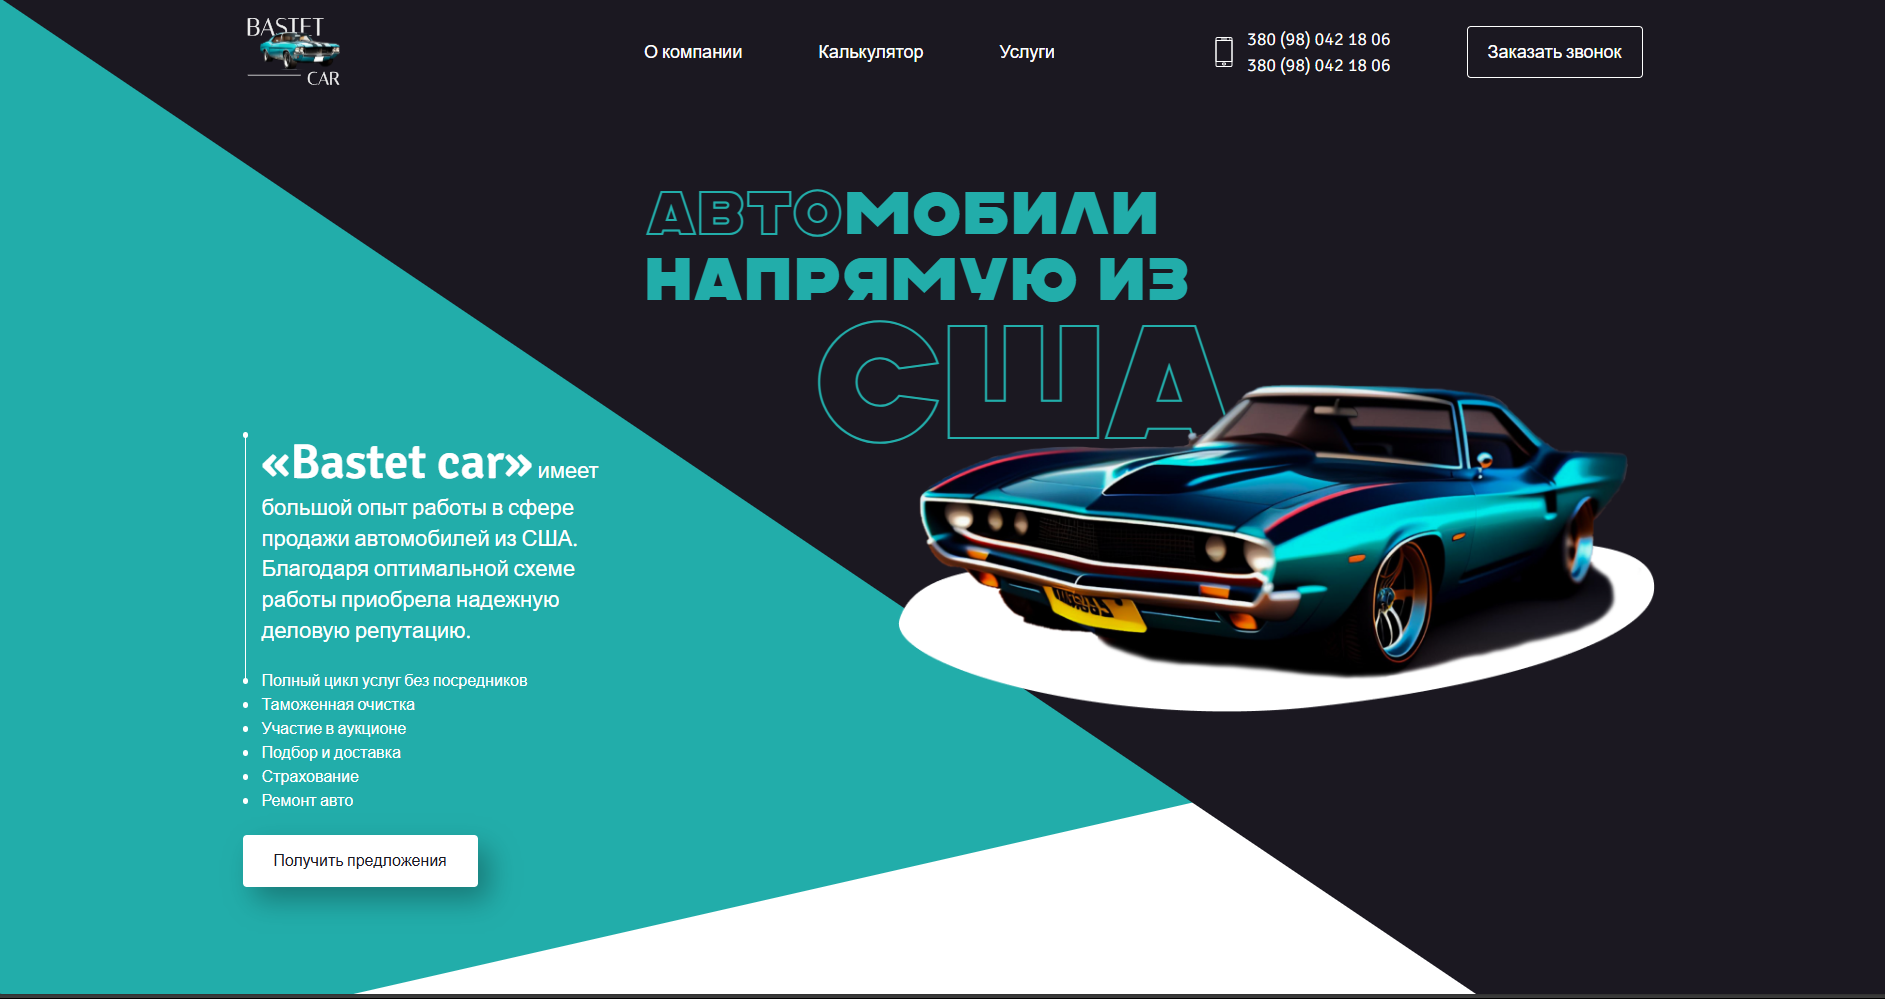 BASTET
CAR
О компании
Калькулятор
Услуги
380 (98) 042 18 06
380 (98) 042 18 06
Заказать звонок
АВТОМОБИЛИ
НАПРЯМУЮ ИЗ
США
«Bastet car» имеет
большой опыт работы в сфере
продажи автомобилей из США.
Благодаря оптимальной схеме
работы приобрела надежную
деловую репутацию.
Полный цикл услуг без посредников
Таможенная очистка
Участие в аукционе
Подбор и доставка
Страхование
Ремонт авто
Получить предложения